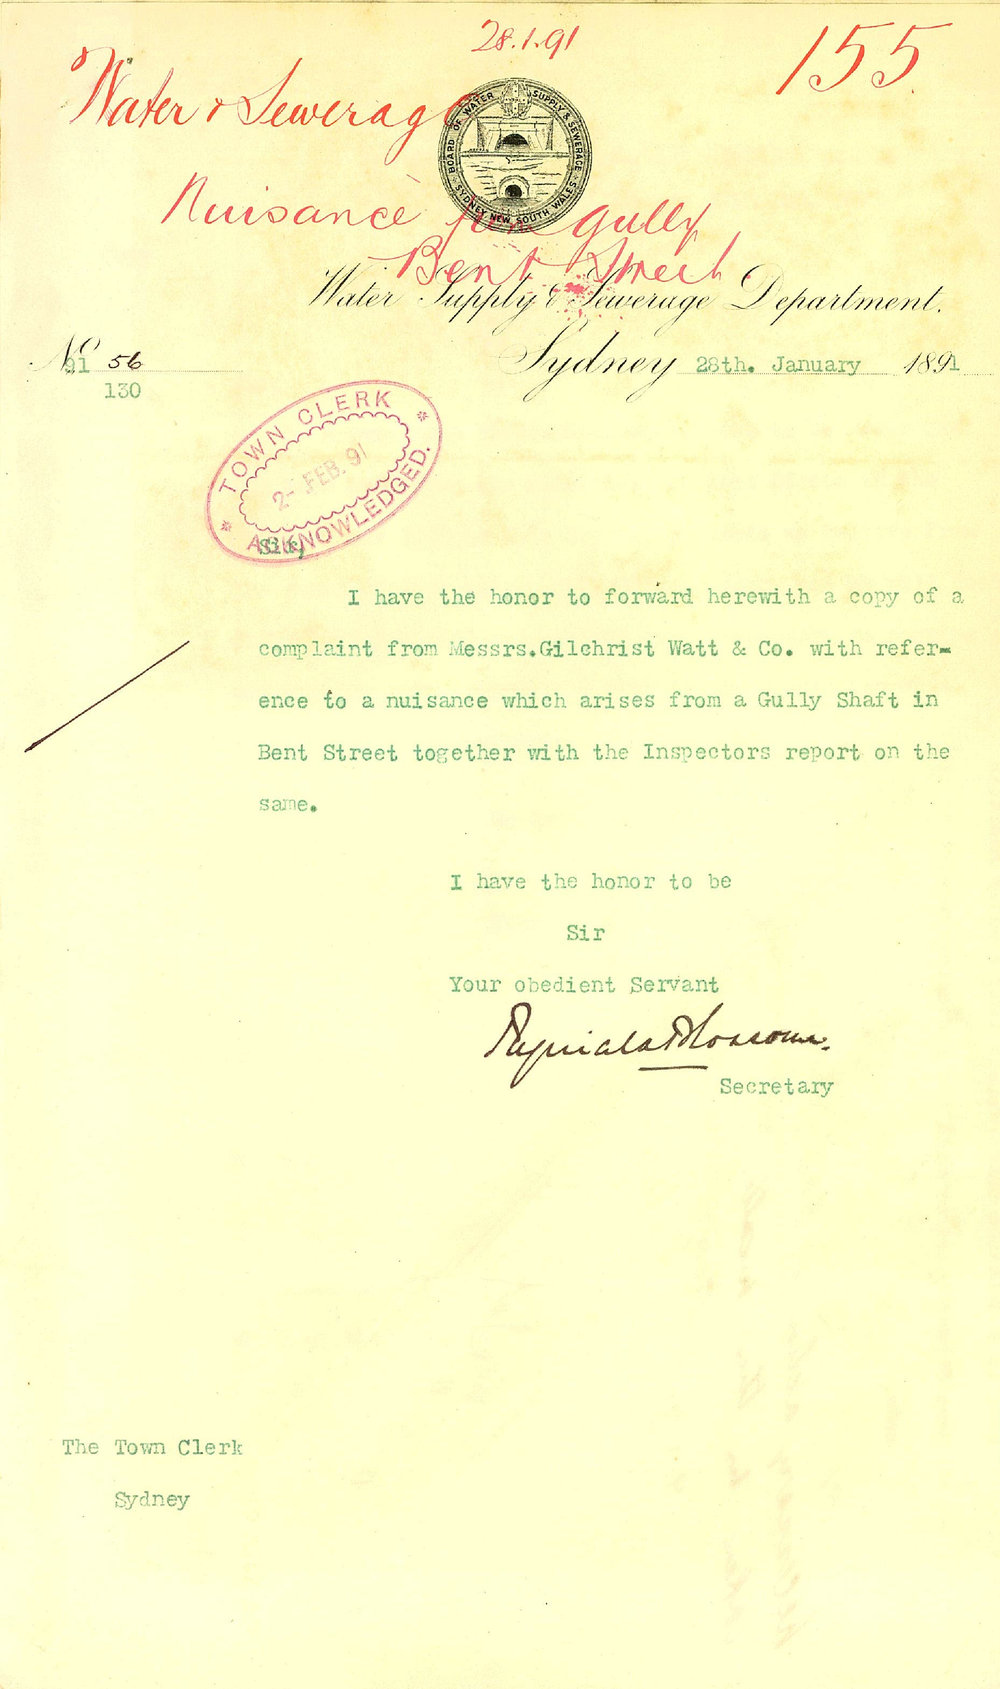 28.1.91
155.
Water & Sewerage
BOARD OF WATER SUPPLY & SEWERAGE
SYDNEY NEW SOUTH WALES
Nuisance from gully
Bent Street.
Water Supply & Sewerage Department.
No 91 56
130
Sydney 28th. January 1891
TOWN CLERK
2- FEB. 91
ACKNOWLEDGED.
Sir,
I have the honor to forward herewith a copy of a
complaint from Messrs.Gilchrist Watt & Co. with refer-
ence to a nuisance which arises from a Gully Shaft in
Bent Street together with the Inspectors report on the
same.
I have the honor to be
Sir
Your obedient Servant
Secretary
The Town Clerk
Sydney